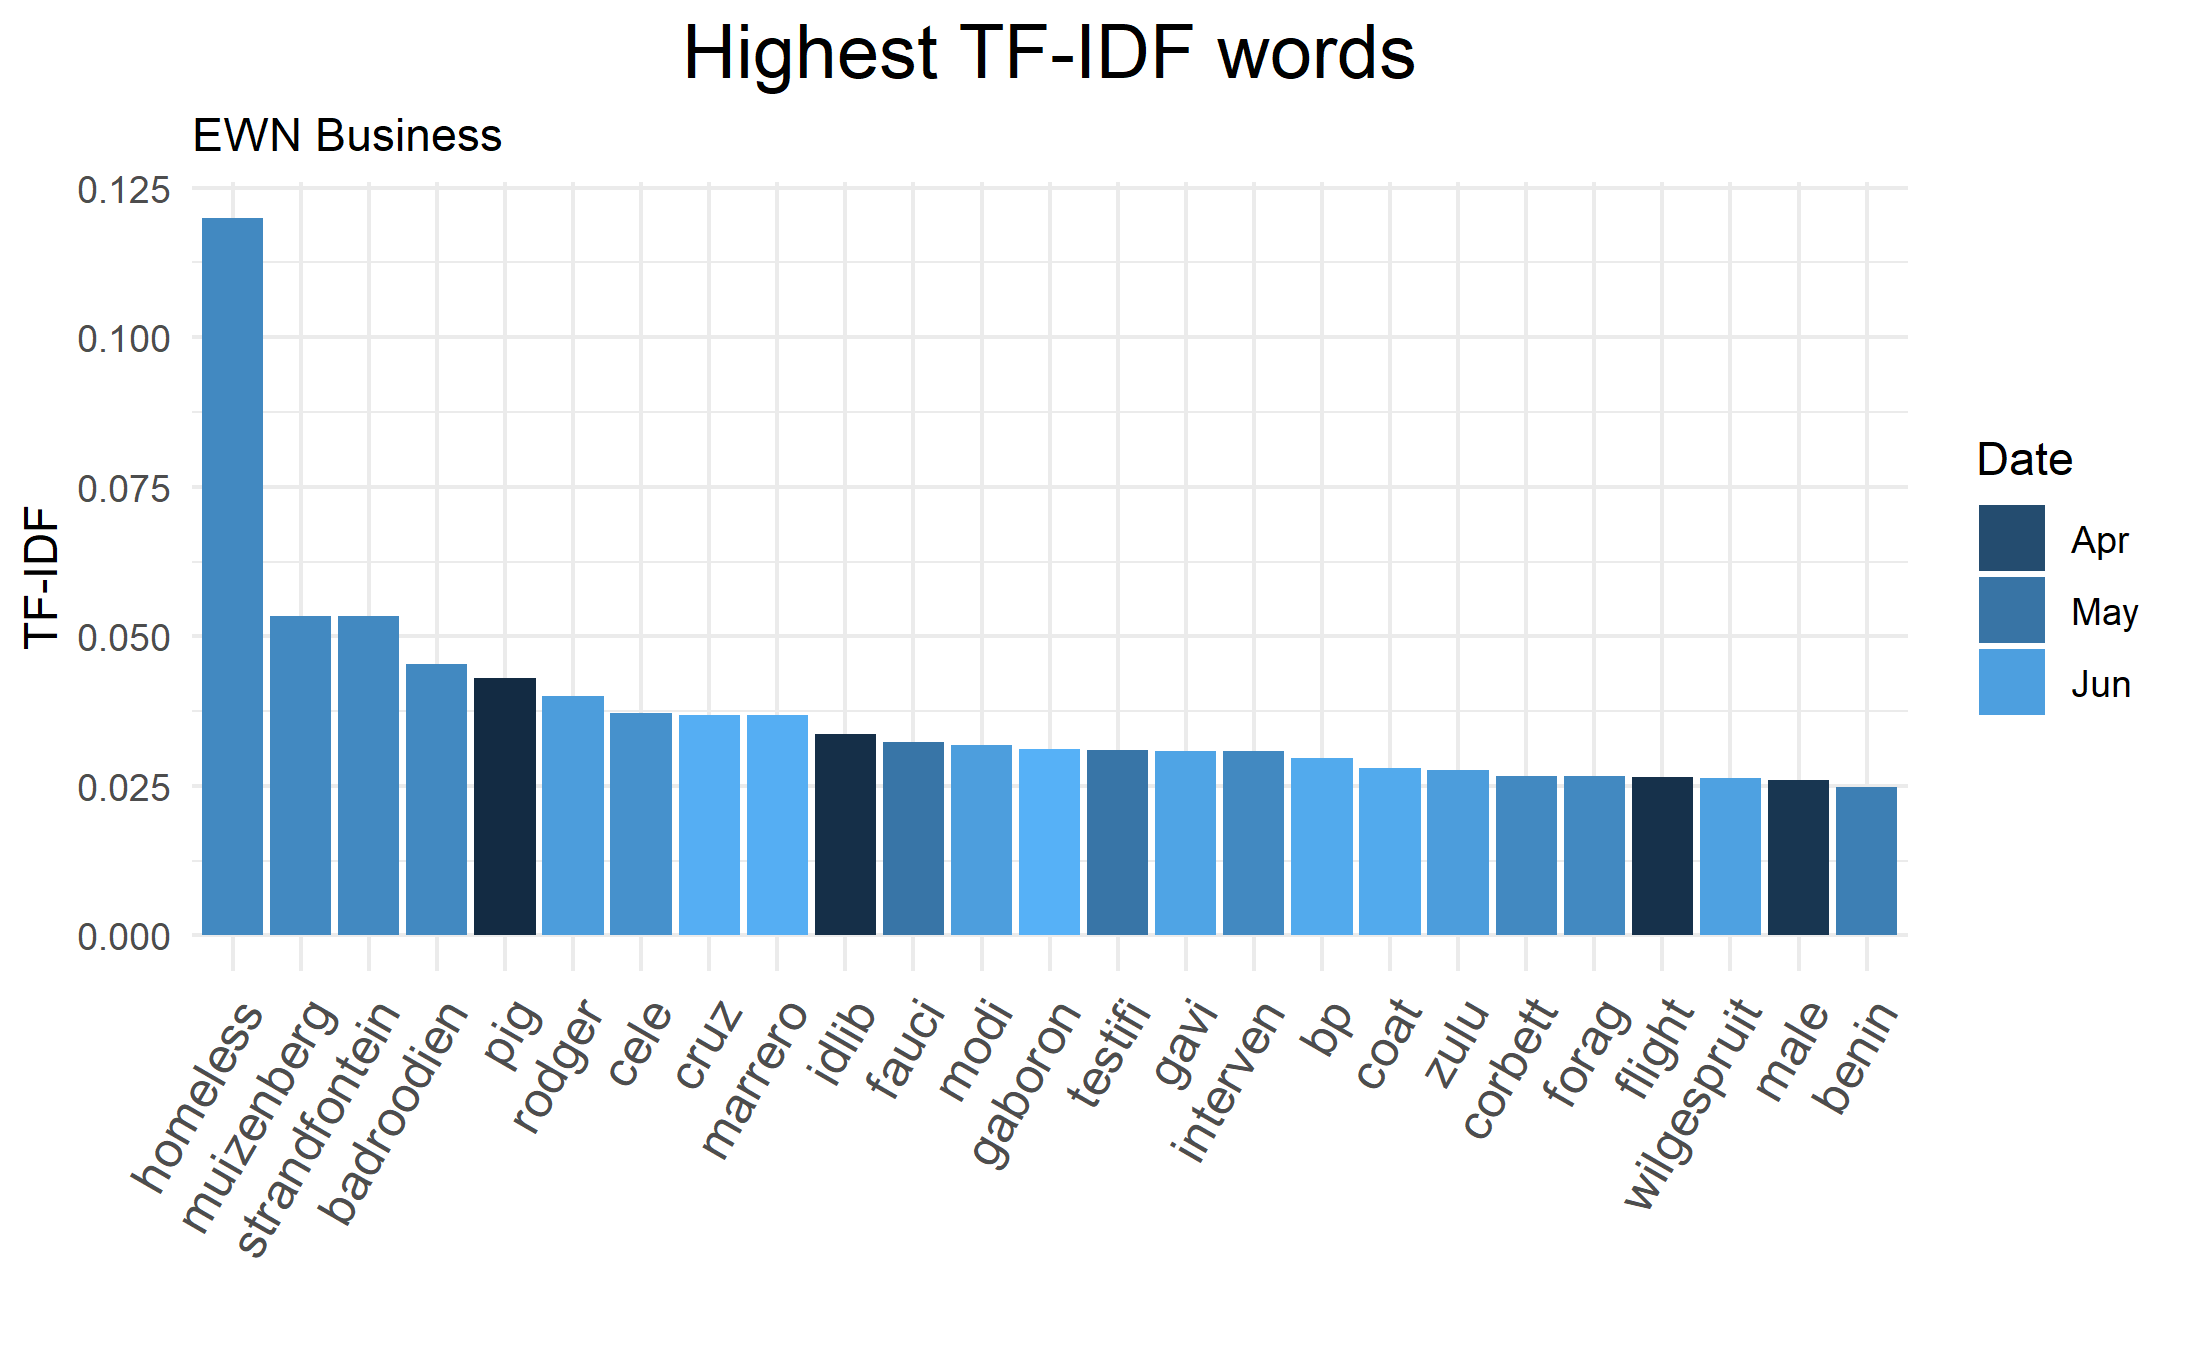 Highest TF-IDF words
EWN Business
TF-IDF
0.125
0.100
0.075
0.050
0.025
0.000
homeless
muizenberg
strandfontein
badroodien
pig
rodger
cele
cruz
marrero
idlib
fauci
modi
gaboron
testifi
gavi
interven
bp
coat
zulu
corbett
forag
flight
wilgespruit
male
benin
Date
Apr
May
Jun